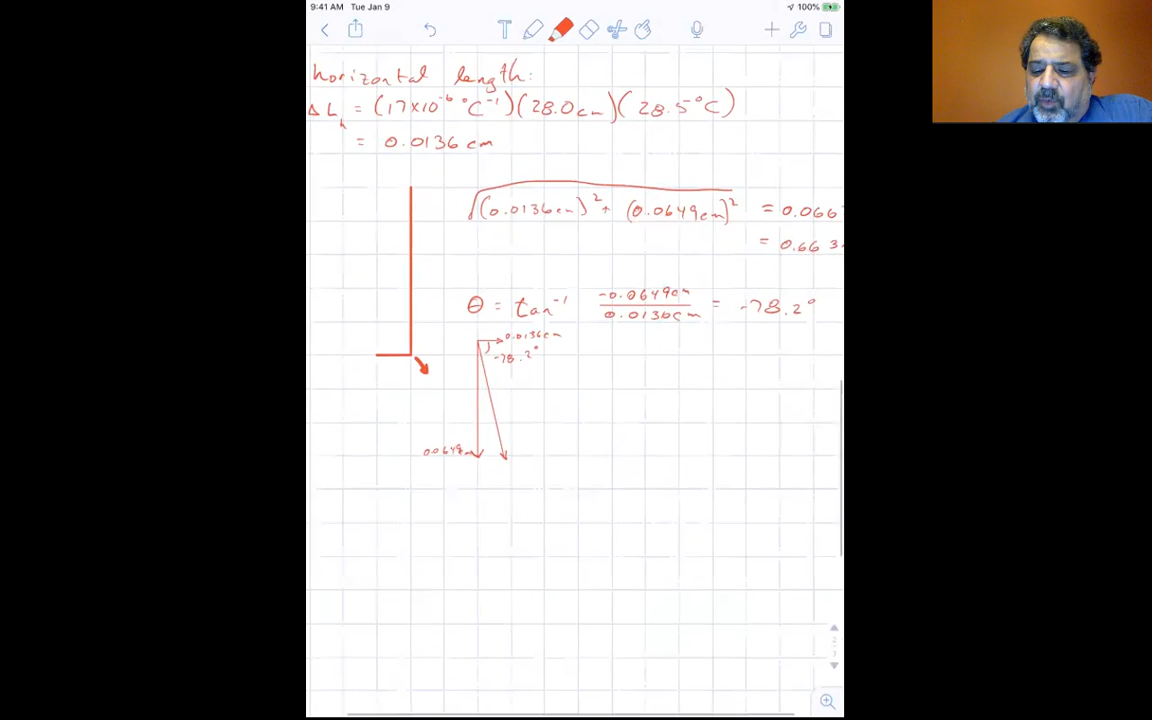 9:41 AM Tue Jan 9
100%
T
horizontal length:
ΔL_h = (17×10^-6 °C^-1)(28.0cm)(28.5°C)
= 0.0136 cm
√((0.0136cm)^2 + (0.0649cm)^2) = 0.066
= 0.66 3
θ = tan^-1 -0.0649cm / 0.0136cm = -78.2°
0.0136cm
-78.2°
0.0649cm